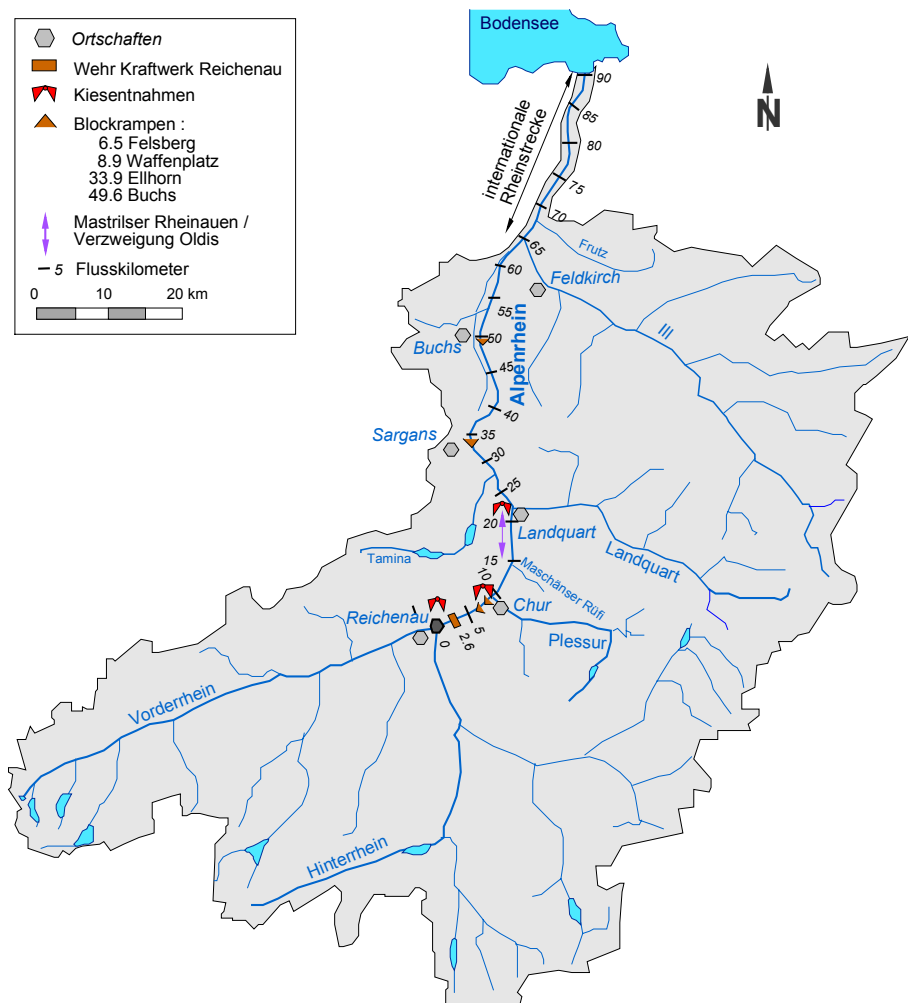 Ortschaften
Wehr Kraftwerk Reichenau
Kiesentnahmen
Blockrampen :
6.5 Felsberg
8.9 Waffenplatz
33.9 Ellhorn
49.6 Buchs
Mastrilser Rheinauen /
Verzweigung Oldis
5 Flusskilometer
0 10 20 km
Bodensee
N
90
85
80
75
70
65
60
55
50
45
40
35
30
25
20
15
10
5
2.6
0
internationale
Rheinstrecke
Frutz
Feldkirch
Ill
Buchs
Alpenrhein
Sargans
Landquart
Landquart
Tamina
Maschänser Rüfi
Reichenau
Chur
Plessur
Vorderrhein
Hinterrhein